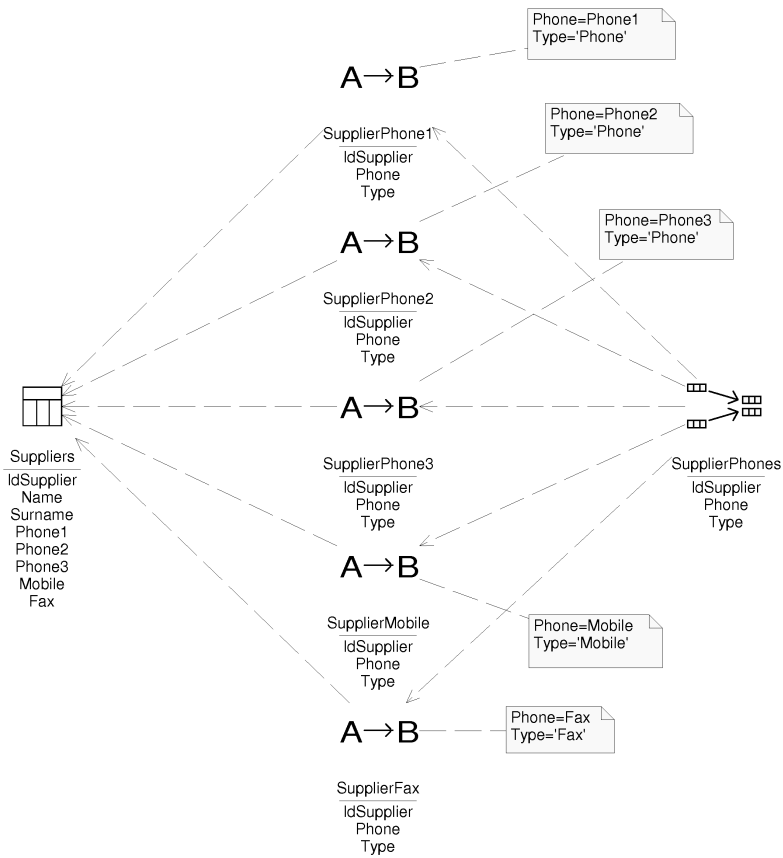 Phone=Phone1
Type='Phone'
A→B
SupplierPhone1
IdSupplier
Phone
Type
Phone=Phone2
Type='Phone'
A→B
SupplierPhone2
IdSupplier
Phone
Type
Phone=Phone3
Type='Phone'
A→B
SupplierPhone3
IdSupplier
Phone
Type
Suppliers
IdSupplier
Name
Surname
Phone1
Phone2
Phone3
Mobile
Fax
SupplierPhones
IdSupplier
Phone
Type
A→B
SupplierMobile
IdSupplier
Phone
Type
Phone=Mobile
Type='Mobile'
A→B
SupplierFax
IdSupplier
Phone
Type
Phone=Fax
Type='Fax'